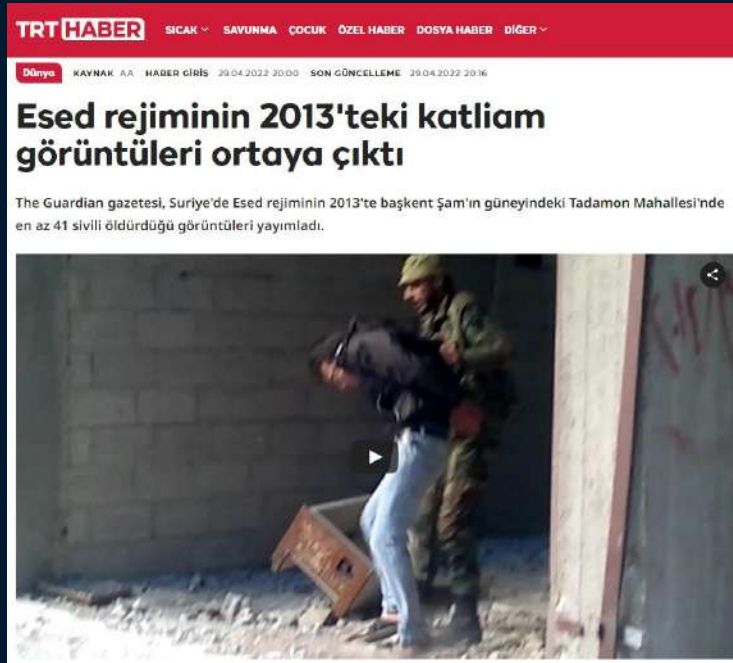 TRT HABER SICAK SAVUNMA ÇOCUK ÖZEL HABER DOSYA HABER DİĞER
Dünya KAYNAK AA HABER GİRİŞ 29.04.2022 20:00 SON GÜNCELLEME 29.04.2022 20:16
Esed rejiminin 2013'teki katliam
görüntüleri ortaya çıktı
The Guardian gazetesi, Suriye'de Esed rejiminin 2013'te başkent Şam'ın güneyindeki Tadamon Mahallesi'nde
en az 41 sivili öldürdüğü görüntüleri yayımladı.